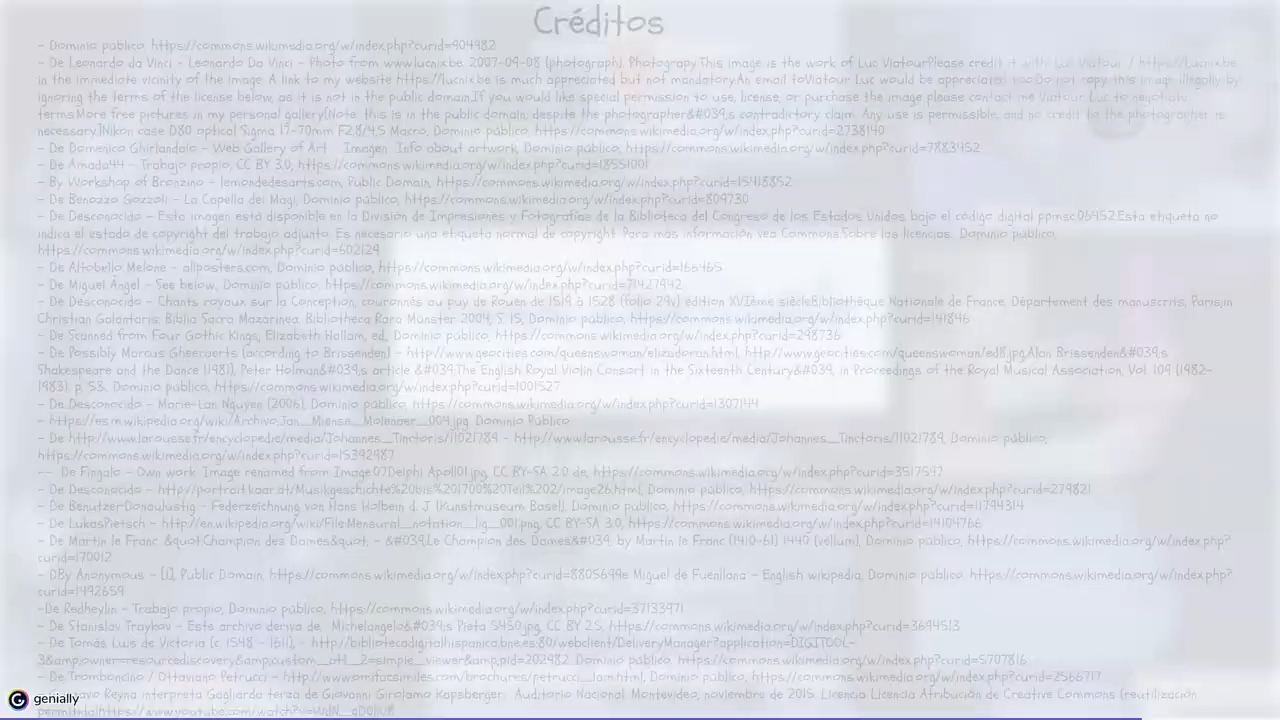 Créditos
- Dominio público, https://commons.wikimedia.org/w/index.php?curid=904982
- De Leonardo da Vinci - Leonardo Da Vinci - Photo from www.lucnix.be. 2007-09-08 (photograph). Photograpy:This image is the work of Luc ViatourPlease credit it with: Luc Viatour / https://Lucnix.be
in the immediate vicinity of the image. A link to my website https://lucnix.be is much appreciated but not mandatory.An email toViatour Luc would be appreciated too.Do not copy this image illegally by
ignoring the terms of the license below, as it is not in the public domain.If you would like special permission to use, license, or purchase the image please contact me Viatour Luc to negotiate
terms.More free pictures in my personal gallery(Note: this is in the public domain, despite the photographer&#039;s contradictory claim. Any use is permissible, and no credit to the photographer is
necessary.)Nikon case D80 optical Sigma 17-70mm F2,8/4,5 Macro, Dominio público, https://commons.wikimedia.org/w/index.php?curid=2738140
- De Domenico Ghirlandaio - Web Gallery of Art Imagen Info about artwork, Dominio público, https://commons.wikimedia.org/w/index.php?curid=7883452
- De Amada44 - Trabajo propio, CC BY 3.0, https://commons.wikimedia.org/w/index.php?curid=18551001
- By Workshop of Bronzino - lemondedesarts.com, Public Domain, https://commons.wikimedia.org/w/index.php?curid=15418852
- De Benozzo Gozzoli - La Capella dei Magi, Dominio público, https://commons.wikimedia.org/w/index.php?curid=809730
- De Desconocido - Esta imagen está disponible en la División de Impresiones y Fotografías de la Biblioteca del Congreso de los Estados Unidos bajo el código digital ppmsc.06452.Esta etiqueta no
indica el estado de copyright del trabajo adjunto. Es necesario una etiqueta normal de copyright. Para más información vea Commons:Sobre las licencias. Dominio público,
https://commons.wikimedia.org/w/index.php?curid=602129
- De Altobello Melone - allposters.com, Dominio público, https://commons.wikimedia.org/w/index.php?curid=166465
- De Miguel Ángel - See below, Dominio público, https://commons.wikimedia.org/w/index.php?curid=71427942
- De Desconocido - Chants royaux sur la Conception, couronnés au puy de Rouen de 1519 à 1528 (folio 29v) édition XVIème siècleBibliothèque Nationale de France. Département des manuscrits. Parisjin
Christian Galantaris: Biblia Sacra Mazarinea. Bibliotheca Rara Münster 2004, S. 15, Dominio público, https://commons.wikimedia.org/w/index.php?curid=141846
- De Scanned from Four Gothic Kings, Elizabeth Hallam, ed., Dominio público, https://commons.wikimedia.org/w/index.php?curid=298736
- De Possibly Marcus Gheeraerts (according to Brissenden) - http://www.geocities.com/queenswoman/elizadoran.html, http://www.geocities.com/queenswoman/ed8.jpg.Alan Brissenden&#039;s
Shakespeare and the Dance (1981), Peter Holman&#039;s article &#039;The English Royal Violin Consort in the Sixteenth Century&#039; in Proceedings of the Royal Musical Association, Vol. 109 (1982-
1983). p. 53., Dominio público, https://commons.wikimedia.org/w/index.php?curid=1001527
- De Desconocido - Marie-Lan Nguyen (2006), Dominio público, https://commons.wikimedia.org/w/index.php?curid=1307144
- https://es.m.wikipedia.org/wiki/Archivo:Jan_Miense_Molenaer_004.jpg. Dominio Público
- De http://www.larousse.fr/encyclopedie/media/Johannes_Tinctoris/11021789 - http://www.larousse.fr/encyclopedie/media/Johannes_Tinctoris/11021789, Dominio público,
https://commons.wikimedia.org/w/index.php?curid=15392487
-- De Fingalo - Own work Image renamed from Image:07Delphi Apoll01.jpg, CC BY-SA 2.0 de, https://commons.wikimedia.org/w/index.php?curid=3517597
- De Desconocido - http://portrait.kaar.at/Musikgeschichte%20bis%201700%20Teil%202/image26.html, Dominio público, https://commons.wikimedia.org/w/index.php?curid=279821
- De Benutzer:Donaulustig - Federzeichnung von Hans Holbein d. J (Kunstmuseum Basel), Dominio público, https://commons.wikimedia.org/w/index.php?curid=11794314
- De LukasPietsch - http://en.wikipedia.org/wiki/File:Mensural_notation_lig_001.png, CC BY-SA 3.0, https://commons.wikimedia.org/w/index.php?curid=14104766
- De Martin le Franc &quot;Champion des Dames&quot; - &#039;Le Champion des Dames&#039; by Martin le Franc (1410-61) 1440 (vellum), Dominio público, https://commons.wikimedia.org/w/index.php?
curid=170012
- DBy Anonymous - [1], Public Domain, https://commons.wikimedia.org/w/index.php?curid=8805699e Miguel de Fuenllana - English wikipedia, Dominio público, https://commons.wikimedia.org/w/index.php?
curid=1492659
-De Redheylin - Trabajo propio, Dominio público, https://commons.wikimedia.org/w/index.php?curid=37133971
- De Stanislav Traykov - Este archivo deriva de Michelangelo&#039;s Pieta 5450.jpg, CC BY 2.5, https://commons.wikimedia.org/w/index.php?curid=3694513
- De Tomás Luis de Victoria (c. 1548 - 1611), - http://bibliotecadigitalhispanica.bne.es:80/webclient/DeliveryManager?application=DIGITOOL-
3&amp;owner=resourcediscovery&amp;custom_att_2=simple_viewer&amp;pid=202982. Dominio público, https://commons.wikimedia.org/w/index.php?curid=5707816
- De Tromboncino / Ottaviano Petrucci - http://www.omifacsimiles.com/brochures/petrucci_lam.html, Dominio público, https://commons.wikimedia.org/w/index.php?curid=2566717
Reyna interpreta Gagliarda terza de Giovanni Girolamo Kapsberger. Auditorio Nacional Montevideo, de 2015. Licencia Licencia Atribución de Creative Commons (reutilización
genially